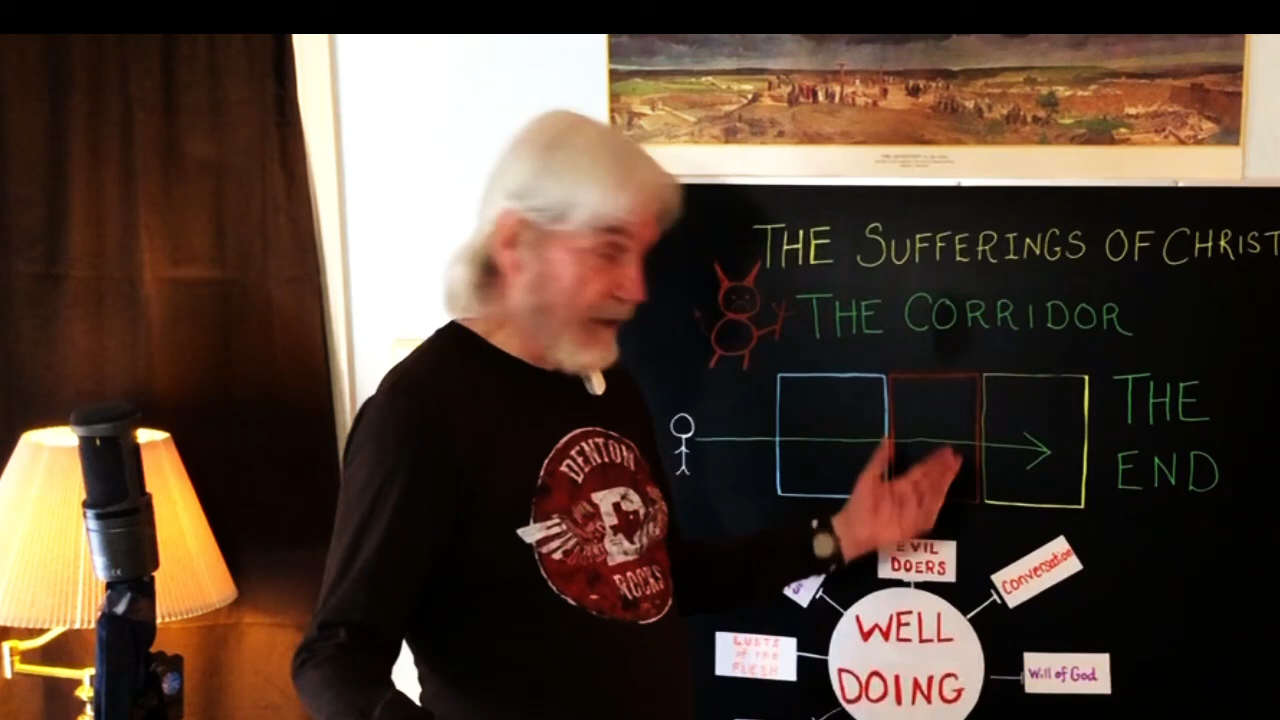 THE SUFFERINGS OF CHRIST
THE CORRIDOR
THE
END
DENTON
ROCKS
EVIL
DOERS
Conversation
LUSTS
of the
FLESH
WELL
DOING
Will of God